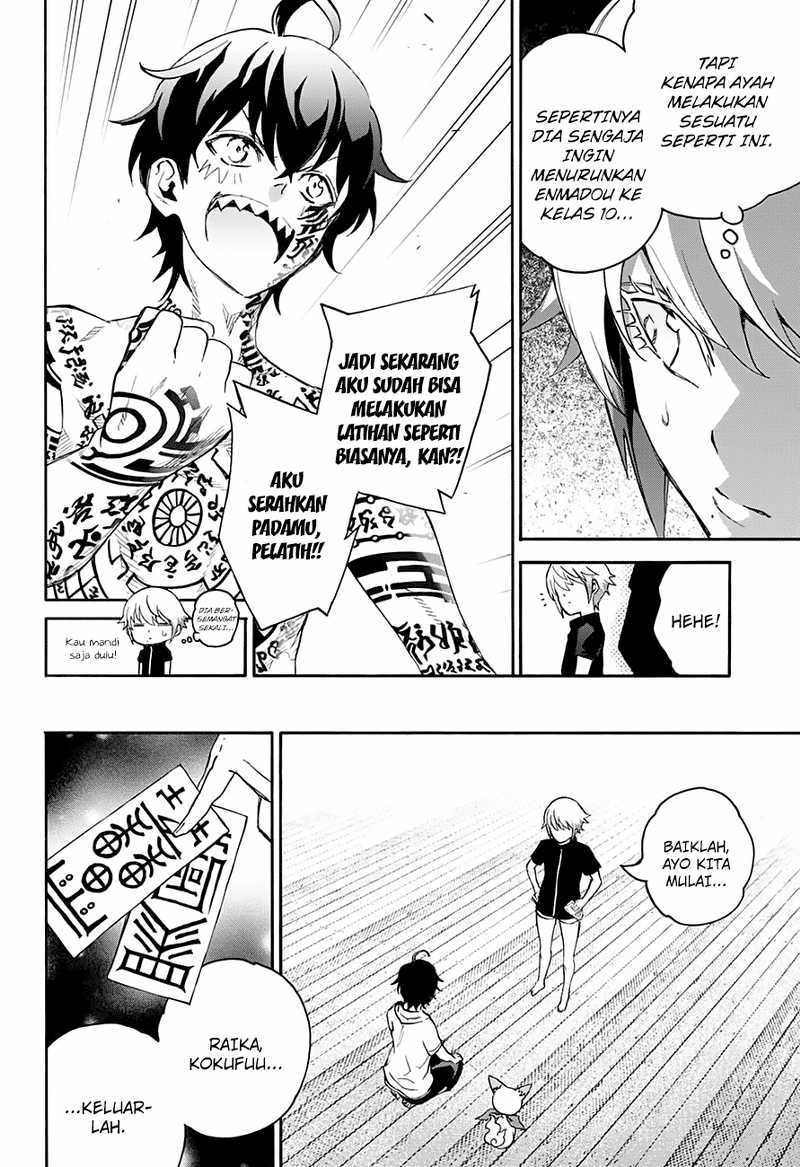 TAPI
KENAPA AYAH
MELAKUKAN
SESUATU
SEPERTI INI.
SEPERTINYA
DIA SENGAJA
INGIN
MENURUNKAN
ENMADOU KE
KELAS 10...
JADI SEKARANG
AKU SUDAH BISA
MELAKUKAN
LATIHAN SEPERTI
BIASANYA, KAN?!
AKU
SERAHKAN
PADAMU,
PELATIH!!
HEHE!
DIA BER-
SEMANGAT
SEKALI...
Kau mandi
saja dulu!
BAIKLAH,
AYO KITA
MULAI...
RAIKA,
KOKUFUU...
...KELUAR-
LAH.